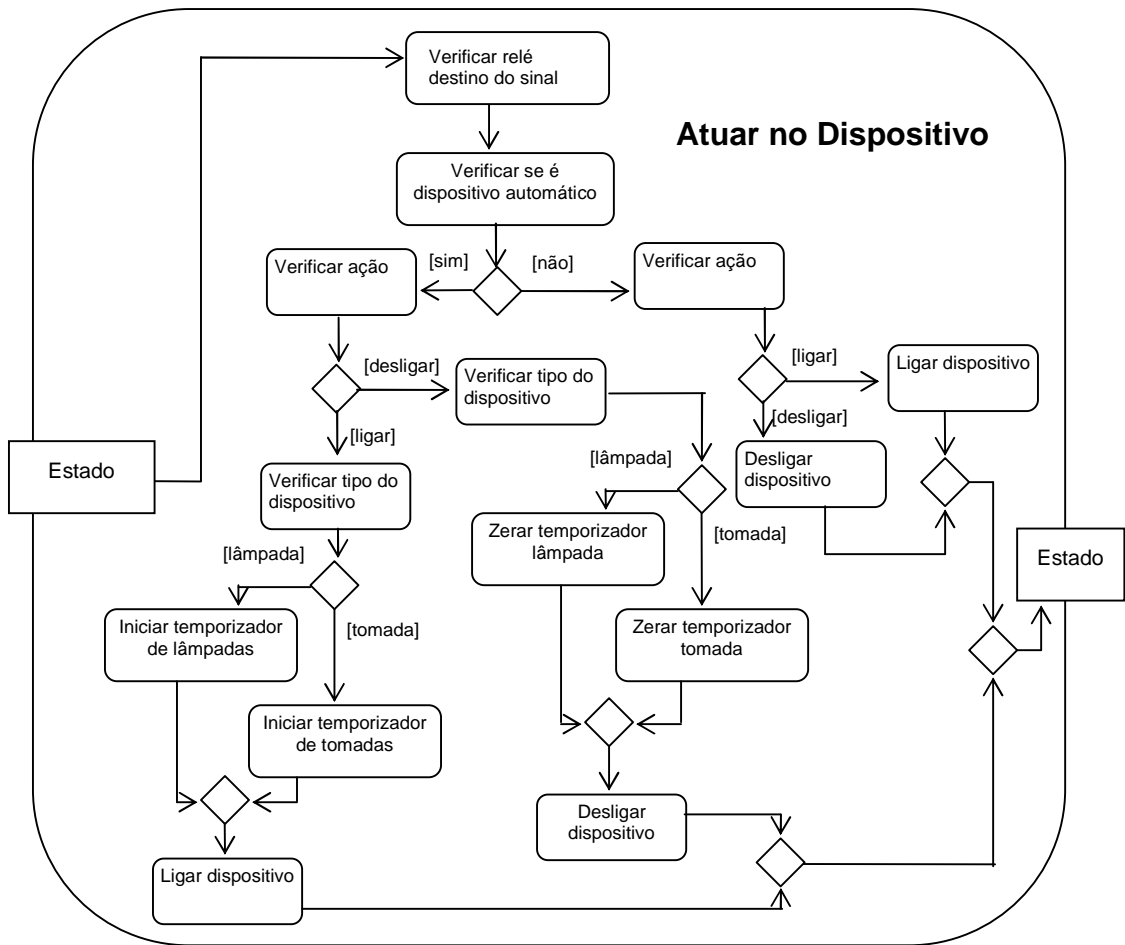 Verificar relé
destino do sinal
Atuar no Dispositivo
Verificar se é
dispositivo automático
[sim]
[não]
Verificar ação
Verificar ação
[desligar]
Verificar tipo do
dispositivo
[ligar]
Ligar dispositivo
[desligar]
[ligar]
Estado
Verificar tipo do
dispositivo
[lâmpada]
Desligar
dispositivo
Zerar temporizador
lâmpada
[tomada]
[lâmpada]
Estado
Iniciar temporizador
de lâmpadas
[tomada]
Zerar temporizador
tomada
Iniciar temporizador
de tomadas
Desligar
dispositivo
Ligar dispositivo